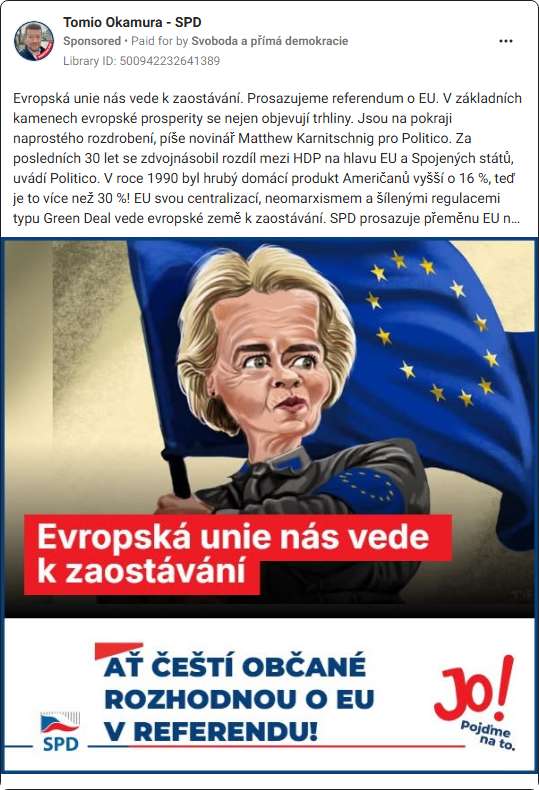 Tomio Okamura - SPD
Sponsored • Paid for by Svoboda a přímá demokracie
Library ID: 500942232641389
Evropská unie nás vede k zaostávání. Prosazujeme referendum o EU. V základních
kamenech evropské prosperity se nejen objevují trhliny. Jsou na pokraji
naprostého rozdrobení, píše novinář Matthew Karnitschnig pro Politico. Za
posledních 30 let se zdvojnásobil rozdíl mezi HDP na hlavu EU a Spojených států,
uvádí Politico. V roce 1990 byl hrubý domácí produkt Američanů vyšší o 16 %, teď
je to více než 30 %! EU svou centralizací, neomarxismem a šílenými regulacemi
typu Green Deal vede evropské země k zaostávání. SPD prosazuje přeměnu EU n...
Evropská unie nás vede
k zaostávání
AŤ ČEŠTÍ OBČANÉ
ROZHODNOU O EU
V REFERENDU!
SPD
Jo!
Pojďme
na to.